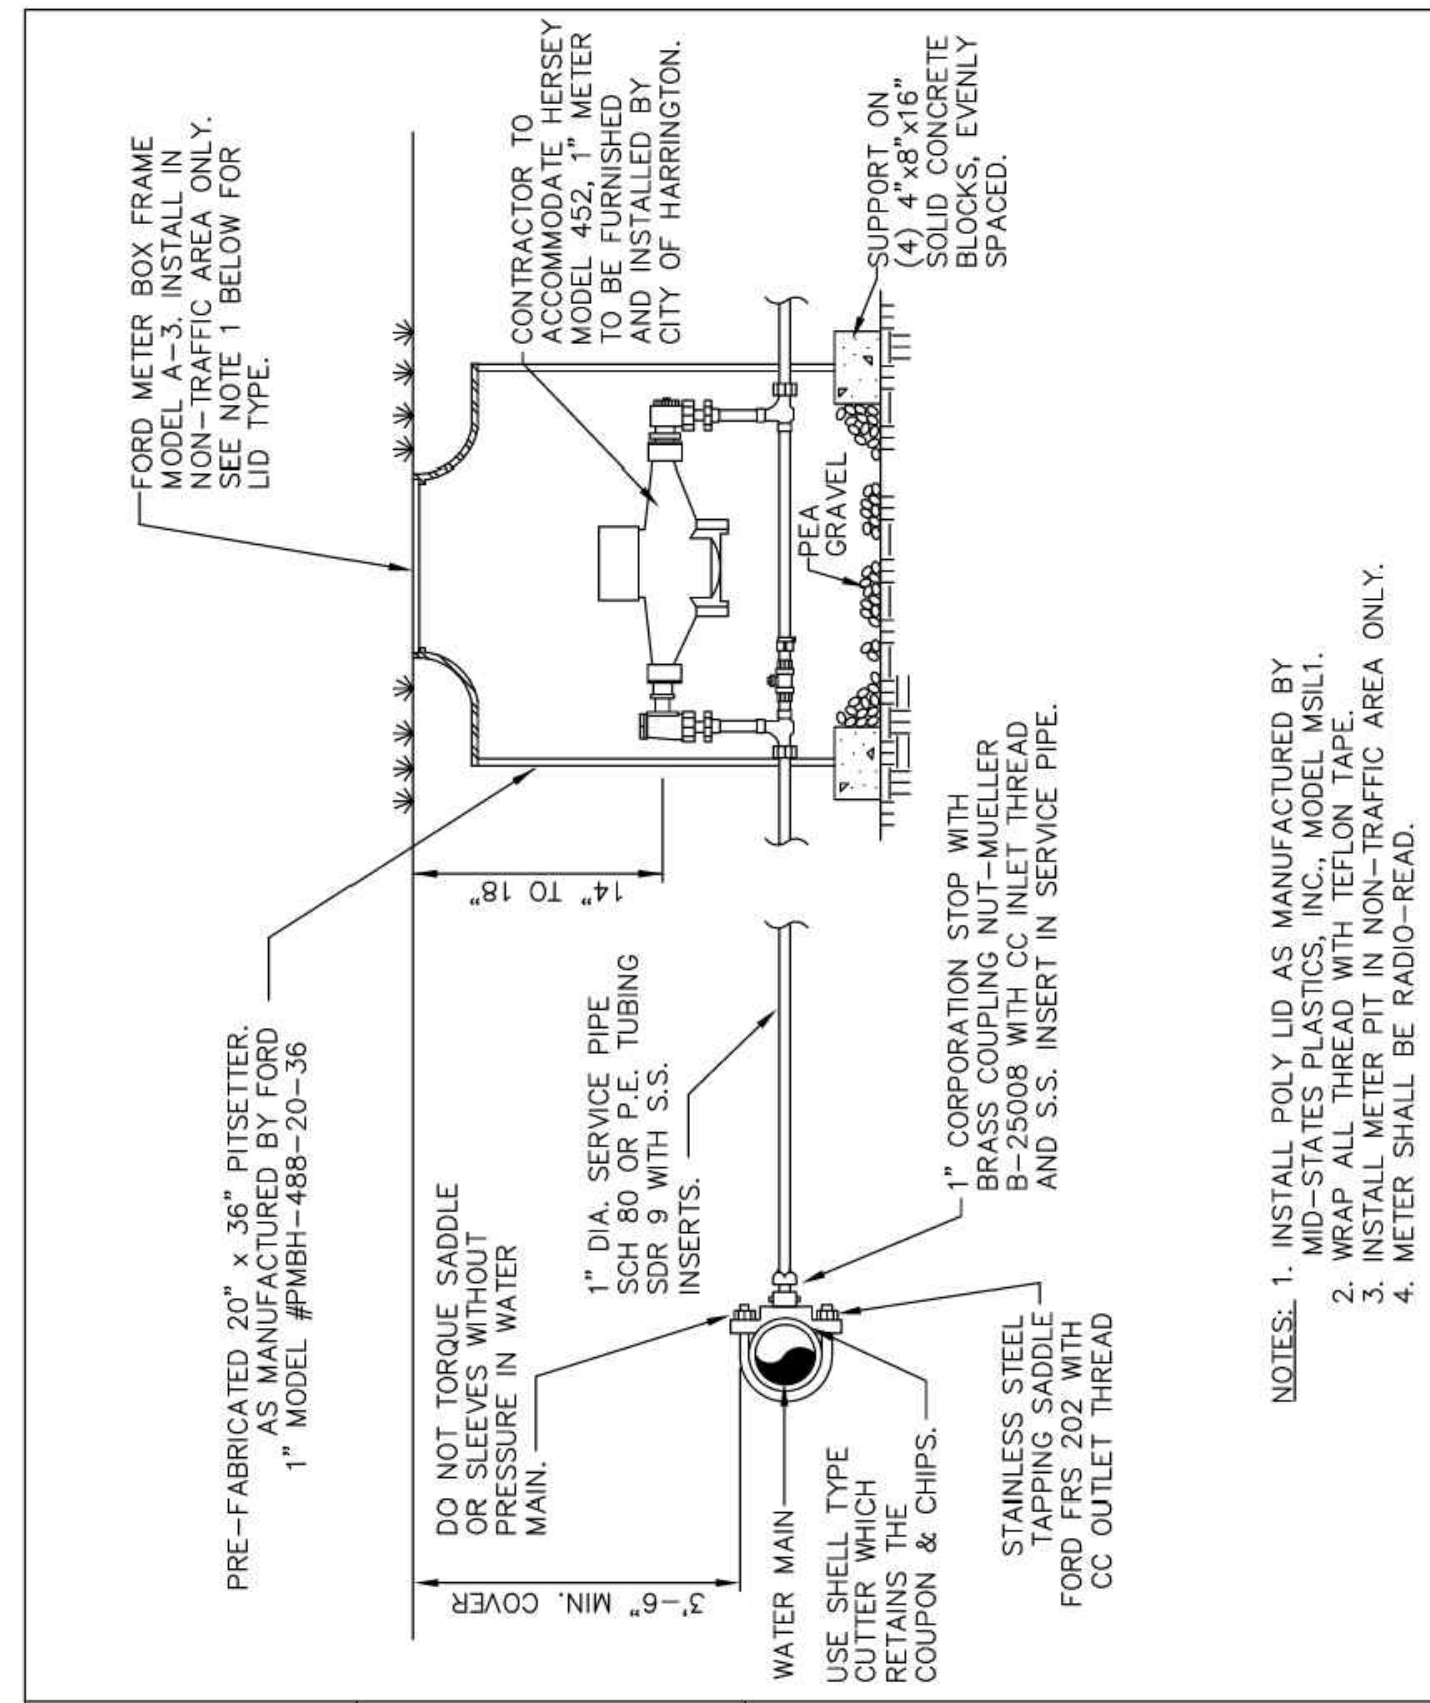 FORD METER BOX FRAME
MODEL A-3. INSTALL IN
NON-TRAFFIC AREA ONLY.
SEE NOTE 1 BELOW FOR
LID TYPE.
PRE-FABRICATED 20" x 36" PITSETTER.
AS MANUFACTURED BY FORD
1" MODEL #PMBH-488-20-36
CONTRACTOR TO
ACCOMMODATE HERSEY
MODEL 452, 1" METER
TO BE FURNISHED
AND INSTALLED BY
CITY OF HARRINGTON.
DO NOT TORQUE SADDLE
OR SLEEVES WITHOUT
PRESSURE IN WATER
MAIN.
14" TO 18"
3'-6" MIN. COVER
1" DIA. SERVICE PIPE
SCH 80 OR P.E. TUBING
SDR 9 WITH S.S.
INSERTS.
PEA
GRAVEL
SUPPORT ON
(4) 4"x8"x16"
SOLID CONCRETE
BLOCKS, EVENLY
SPACED.
WATER MAIN
USE SHELL TYPE
CUTTER WHICH
RETAINS THE
COUPON & CHIPS.
1" CORPORATION STOP WITH
BRASS COUPLING NUT-MUELLER
B-25008 WITH CC INLET THREAD
AND S.S. INSERT IN SERVICE PIPE.
STAINLESS STEEL
TAPPING SADDLE
FORD FRS 202 WITH
CC OUTLET THREAD
NOTES: 1. INSTALL POLY LID AS MANUFACTURED BY
MID-STATES PLASTICS, INC., MODEL MSIL1.
2. WRAP ALL THREAD WITH TEFLON TAPE.
3. INSTALL METER PIT IN NON-TRAFFIC AREA ONLY.
4. METER SHALL BE RADIO-READ.